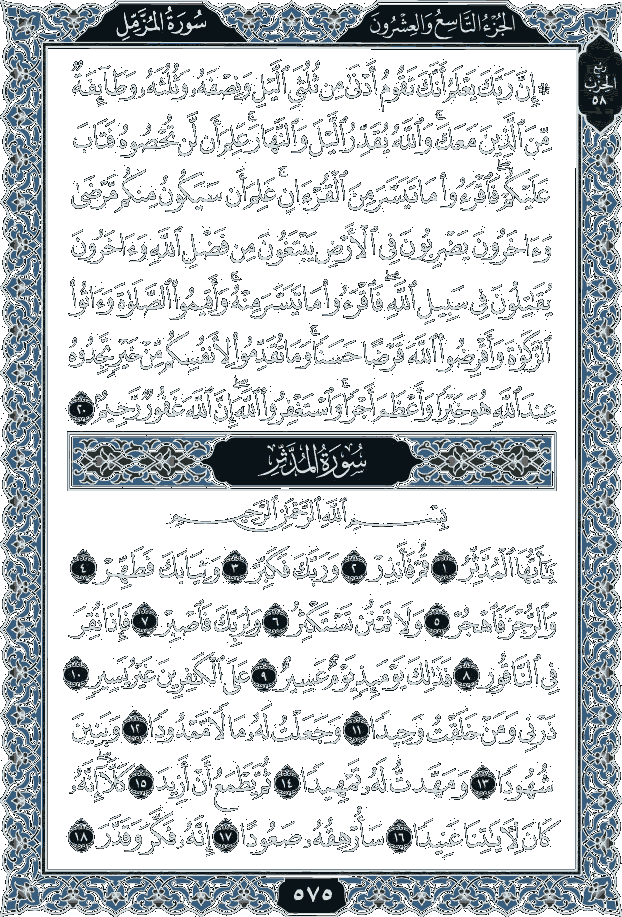 سُورَةُ المُزَّمِّل
الجُزءُ التَّاسِعُ وَالعِشْرُونَ
رُبْع
الحِزْب
٥٨
۞ إِنَّ رَبَّكَ يَعْلَمُ أَنَّكَ تَقُومُ أَدْنَىٰ مِن ثُلُثَيِ ٱلَّيْلِ وَنِصْفَهُۥ وَثُلُثَهُۥ وَطَآئِفَةٌ
مِّنَ ٱلَّذِينَ مَعَكَۚ وَٱللَّهُ يُقَدِّرُ ٱلَّيْلَ وَٱلنَّهَارَۚ عَلِمَ أَن لَّن تُحْصُوهُ فَتَابَ
عَلَيْكُمْۖ فَٱقْرَءُوا۟ مَا تَيَسَّرَ مِنَ ٱلْقُرْءَانِۚ عَلِمَ أَن سَيَكُونُ مِنكُم مَّرْضَىٰ
وَءَاخَرُونَ يَضْرِبُونَ فِى ٱلْأَرْضِ يَبْتَغُونَ مِن فَضْلِ ٱللَّهِ وَءَاخَرُونَ
يُقَٰتِلُونَ فِى سَبِيلِ ٱللَّهِۖ فَٱقْرَءُوا۟ مَا تَيَسَّرَ مِنْهُۚ وَأَقِيمُوا۟ ٱلصَّلَوٰةَ وَءَاتُوا۟
ٱلزَّكَوٰةَ وَأَقْرِضُوا۟ ٱللَّهَ قَرْضًا حَسَنًاۚ وَمَا تُقَدِّمُوا۟ لِأَنفُسِكُم مِّنْ خَيْرٍ تَجِدُوهُ
عِندَ ٱللَّهِ هُوَ خَيْرًا وَأَعْظَمَ أَجْرًاۚ وَٱسْتَغْفِرُوا۟ ٱللَّهَۖ إِنَّ ٱللَّهَ غَفُورٌ رَّحِيمٌۢ ٢٠
سُورَةُ المُدَّثِّر
بِسْمِ ٱللَّهِ ٱلرَّحْمَٰنِ ٱلرَّحِيمِ
يَٰٓأَيُّهَا ٱلْمُدَّثِّرُ ١ قُمْ فَأَنذِرْ ٢ وَرَبَّكَ فَكَبِّرْ ٣ وَثِيَابَكَ فَطَهِّرْ ٤
وَٱلرُّجْزَ فَٱهْجُرْ ٥ وَلَا تَمْنُن تَسْتَكْثِرُ ٦ وَلِرَبِّكَ فَٱصْبِرْ ٧ فَإِذَا نُقِرَ
فِى ٱلنَّاقُورِ ٨ فَذَٰلِكَ يَوْمَئِذٍ يَوْمٌ عَسِيرٌ ٩ عَلَى ٱلْكَٰفِرِينَ غَيْرُ يَسِيرٍ ١٠
ذَرْنِى وَمَنْ خَلَقْتُ وَحِيدًا ١١ وَجَعَلْتُ لَهُۥ مَالًا مَّمْدُودًا ١٢ وَبَنِينَ
شُهُودًا ١٣ وَمَهَّدتُّ لَهُۥ تَمْهِيدًا ١٤ ثُمَّ يَطْمَعُ أَنْ أَزِيدَ ١٥ كَلَّآۖ إِنَّهُۥ
كَانَ لِـَٔايَٰتِنَا عَنِيدًا ١٦ سَأُرْهِقُهُۥ صَعُودًا ١٧ إِنَّهُۥ فَكَّرَ وَقَدَّرَ ١٨
٥٧٥